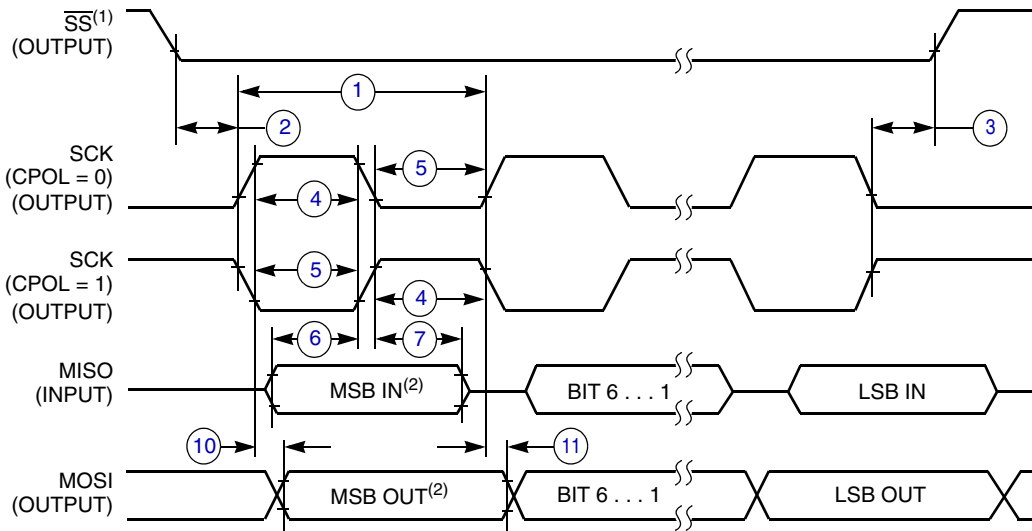 SS(1)
(OUTPUT)
1
2
3
SCK
(CPOL = 0)
(OUTPUT)
5
4
SCK
(CPOL = 1)
(OUTPUT)
5
4
6
7
MISO
(INPUT)
MSB IN(2)
BIT 6 . . . 1
LSB IN
10
11
MOSI
(OUTPUT)
MSB OUT(2)
BIT 6 . . . 1
LSB OUT